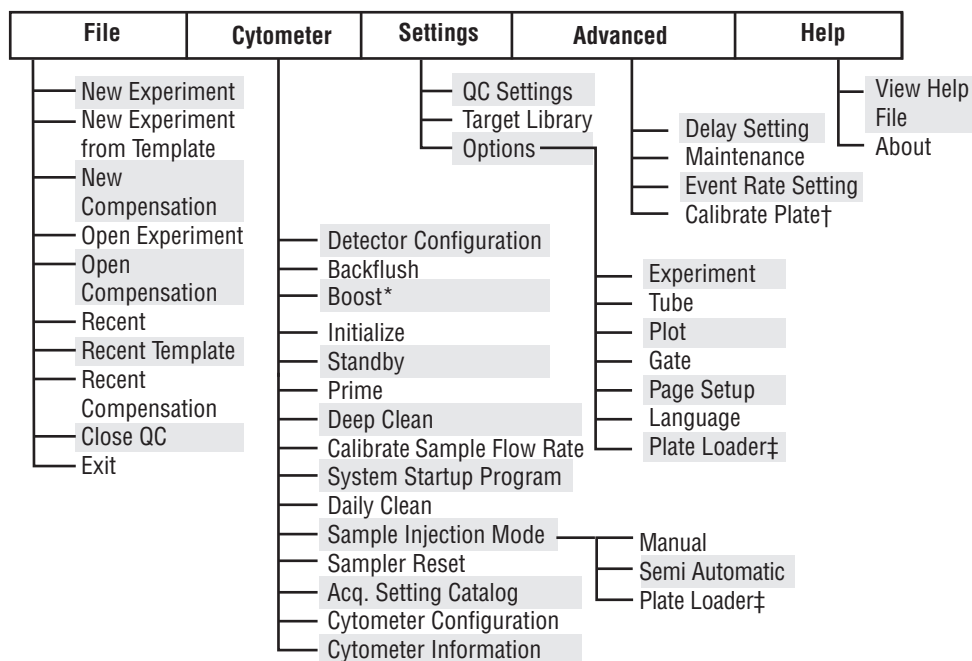 File
Cytometer
Settings
Advanced
Help
New Experiment
New Experiment
from Template
New
Compensation
Open Experiment
Open
Compensation
Recent
Recent Template
Recent
Compensation
Close QC
Exit
Detector Configuration
Backflush
Boost*
Initialize
Standby
Prime
Deep Clean
Calibrate Sample Flow Rate
System Startup Program
Daily Clean
Sample Injection Mode
Sampler Reset
Acq. Setting Catalog
Cytometer Configuration
Cytometer Information
Manual
Semi Automatic
Plate Loader‡
QC Settings
Target Library
Options
Experiment
Tube
Plot
Gate
Page Setup
Language
Plate Loader‡
Delay Setting
Maintenance
Event Rate Setting
Calibrate Plate†
View Help
File
About